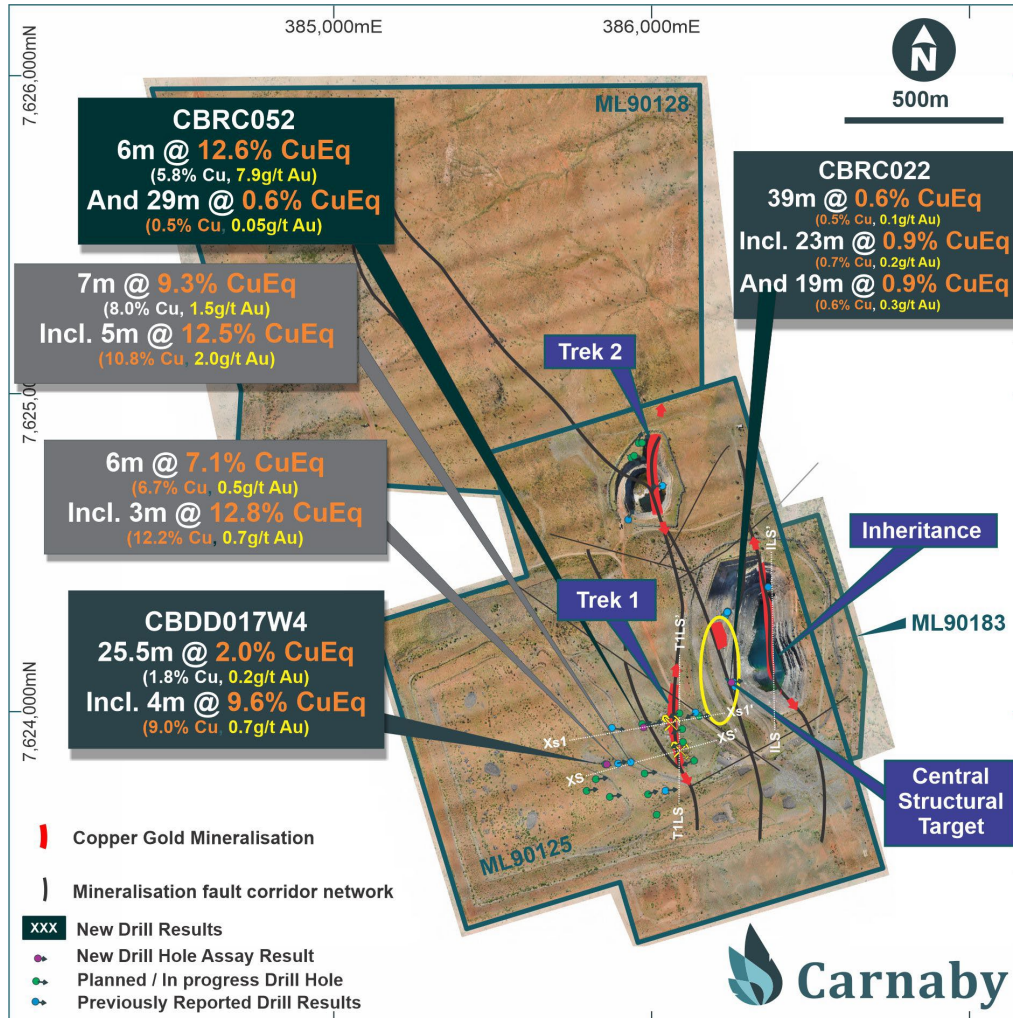 385,000mE
386,000mE
7,626,000mN
N
500m
ML90128
CBRC052
6m @ 12.6% CuEq
(5.8% Cu, 7.9g/t Au)
And 29m @ 0.6% CuEq
(0.5% Cu, 0.05g/t Au)
CBRC022
39m @ 0.6% CuEq
(0.5% Cu, 0.1g/t Au)
Incl. 23m @ 0.9% CuEq
(0.7% Cu, 0.2g/t Au)
And 19m @ 0.9% CuEq
(0.6% Cu, 0.3g/t Au)
7m @ 9.3% CuEq
(8.0% Cu, 1.5g/t Au)
Incl. 5m @ 12.5% CuEq
(10.8% Cu, 2.0g/t Au)
Trek 2
7,625,00
6m @ 7.1% CuEq
(6.7% Cu, 0.5g/t Au)
Incl. 3m @ 12.8% CuEq
(12.2% Cu, 0.7g/t Au)
Inheritance
ILS'
Trek 1
T1LS'
ML90183
CBDD017W4
25.5m @ 2.0% CuEq
(1.8% Cu, 0.2g/t Au)
Incl. 4m @ 9.6% CuEq
(9.0% Cu, 0.7g/t Au)
7,624,000mN
Xs1
Xs1'
XS
XS'
ILS
T1LS
Central
Structural
Target
ML90125
Copper Gold Mineralisation
Mineralisation fault corridor network
XXX New Drill Results
New Drill Hole Assay Result
Planned / In progress Drill Hole
Previously Reported Drill Results
Carnaby